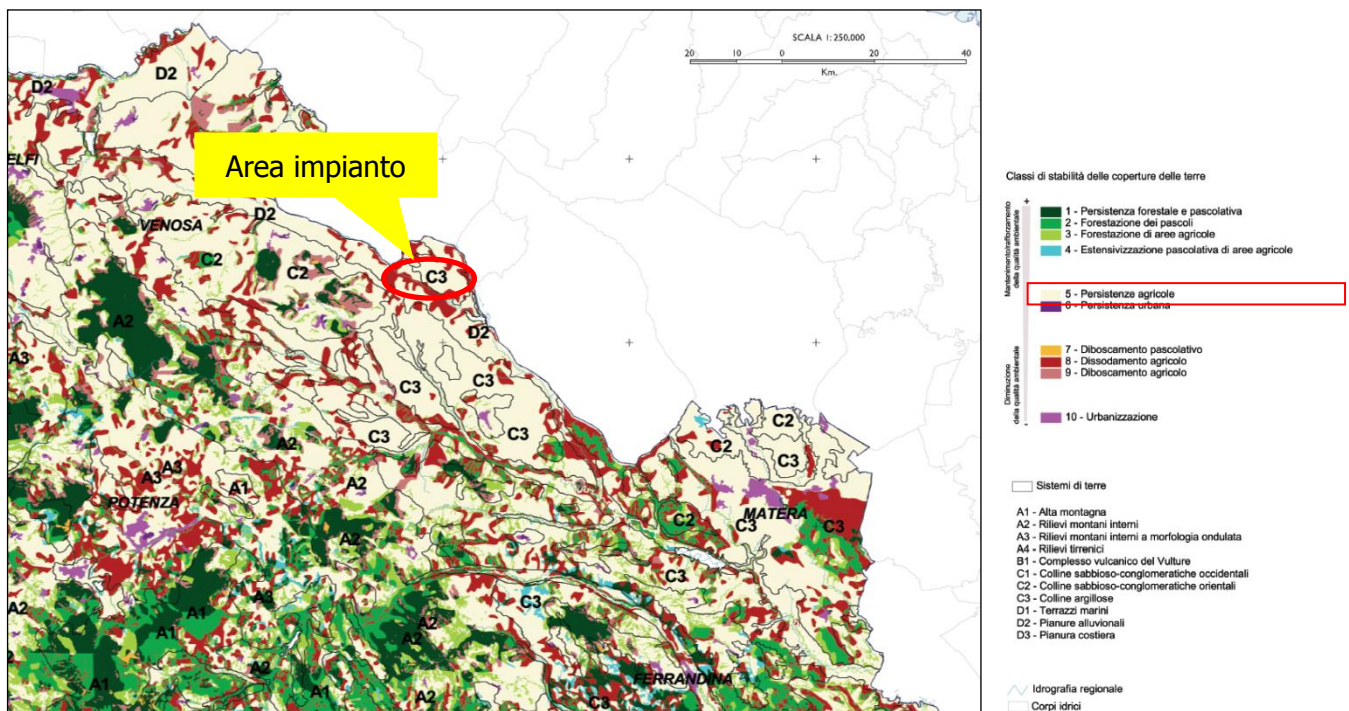 SCALA 1: 250,000
20 10 0 20 40
Km.
D2
D2
ELFI
Area impianto
VENOSA
D2
C2
C2
C3
A2
D2
A3
C3
C3
C3
C3
A2
C2
C2
C3
A3
A3
A1
A2
POTENZA
MATERA
C2
C3
C3
A2
C3
A2
A1
A3
C3
A2
A2
A1
A2
A1
A1
A2
C3
FERRANDINA
Classi di stabilità delle coperture delle terre
+
Mantenimento/rafforzamento
della qualità ambientale
1 - Persistenza forestale e pascolativa
2 - Forestazione dei pascoli
3 - Forestazione di aree agricole
4 - Estensivizzazione pascolativa di aree agricole
5 - Persistenze agricole
6 - Persistenza urbana
Diminuzione
della qualità ambientale
7 - Diboscamento pascolativo
8 - Dissodamento agricolo
9 - Diboscamento agricolo
10 - Urbanizzazione
-
Sistemi di terre
A1 - Alta montagna
A2 - Rilievi montani interni
A3 - Rilievi montani interni a morfologia ondulata
A4 - Rilievi tirrenici
B1 - Complesso vulcanico del Vulture
C1 - Colline sabbioso-conglomeratiche occidentali
C2 - Colline sabbioso-conglomeratiche orientali
C3 - Colline argillose
D1 - Terrazzi marini
D2 - Pianure alluvionali
D3 - Pianura costiera
Idrografia regionale
Corpi idrici